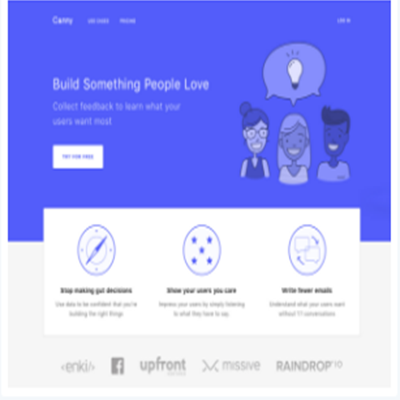 Canny USE CASES PRICING LOG IN
Build Something People Love
Collect feedback to learn what your
users want most
TRY FOR FREE
Stop making gut decisions
Use data to be confident that you're
building the right things
Show your users you care
Impress your users by simply listening
to what they have to say.
Write fewer emails
Understand what your users want
without 1:1 conversations
<enki/>
upfront
missive
RAINDROP.IO